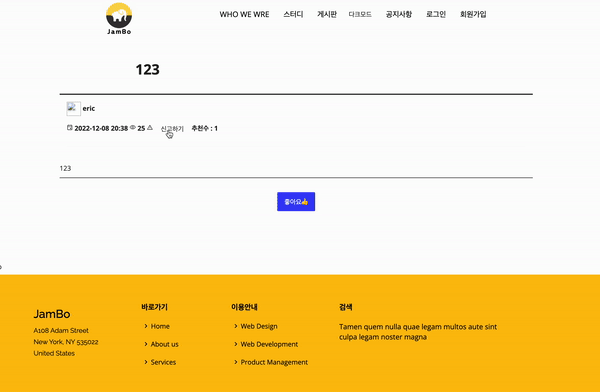 JamBo
WHO WE WRE 스터디 게시판 다크모드 공지사항 로그인 회원가입
123
eric
2022-12-08 20:38 25 신고하기 추천수 : 1
123
좋아요👍
JamBo
A108 Adam Street
New York, NY 535022
United States
바로가기
Home
About us
Services
이용안내
Web Design
Web Development
Product Management
검색
Tamen quem nulla quae legam multos aute sint
culpa legam noster magna